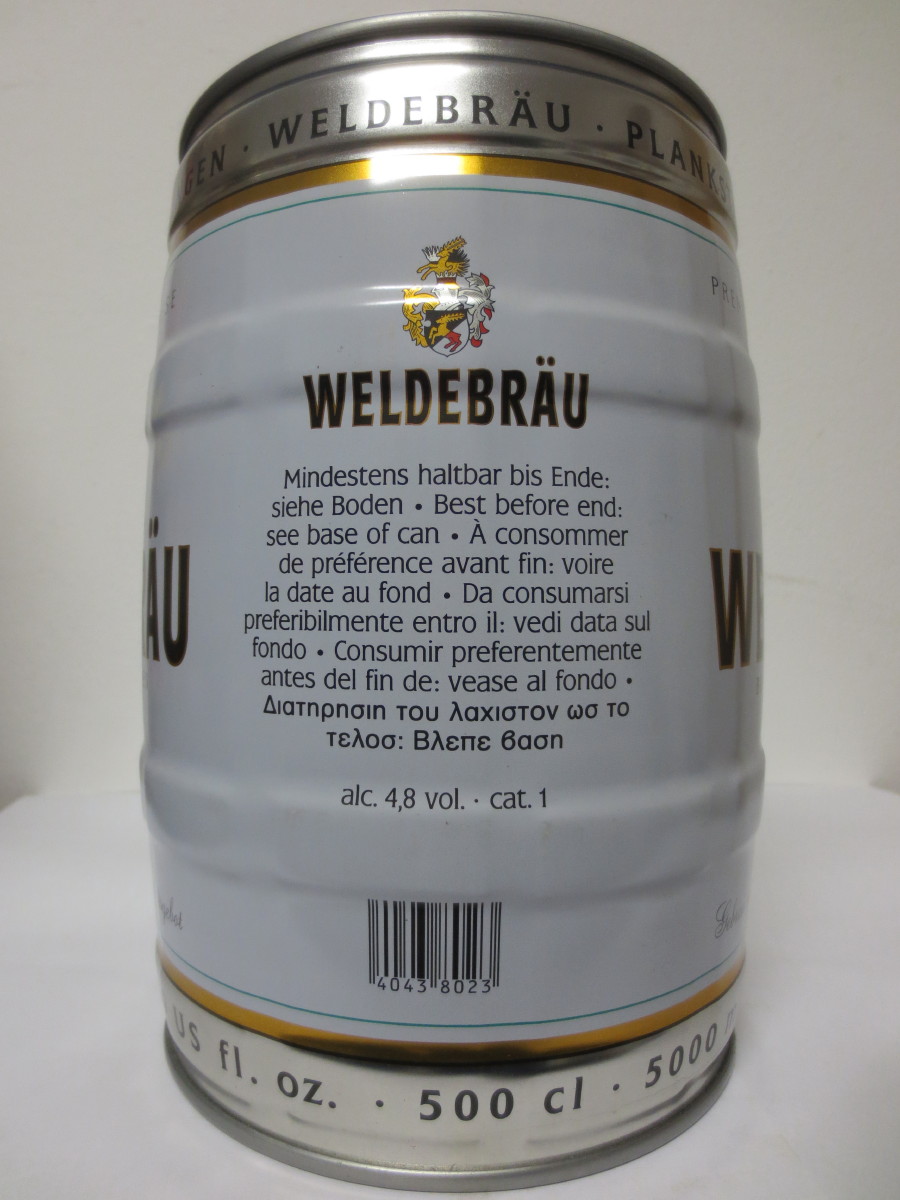 GEN · WELDEBRÄU · PLANKS
WELDEBRÄU
Mindestens haltbar bis Ende:
siehe Boden • Best before end:
see base of can • À consommer
de préférence avant fin: voire
la date au fond • Da consumarsi
preferibilmente entro il: vedi data sul
fondo • Consumir preferentemente
antes del fin de: vease al fondo •
Διατηρησιη του λαχιστον ωσ το
τελοσ: Βλεπε βαση
ÄU
W
alc. 4,8 vol. · cat. 1
4043 8023
US fl. oz. · 500 cl · 5000